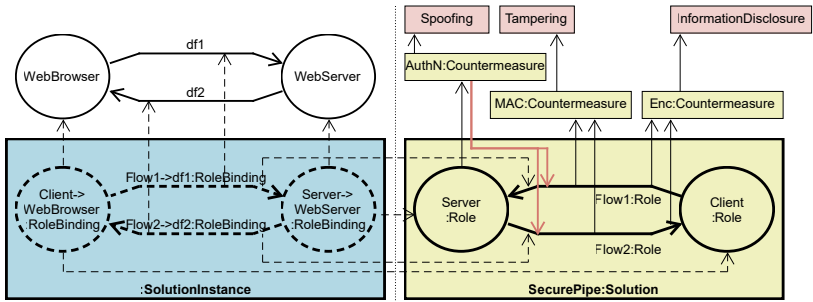 Spoofing
Tampering
InformationDisclosure
df1
AuthN:Countermeasure
WebBrowser
WebServer
df2
MAC:Countermeasure
Enc:Countermeasure
Flow1->df1:RoleBinding
Client->
WebBrowser
:RoleBinding
Server->
WebServer
:RoleBinding
Flow2->df2:RoleBinding
Server
:Role
Flow1:Role
Client
:Role
Flow2:Role
:SolutionInstance
SecurePipe:Solution